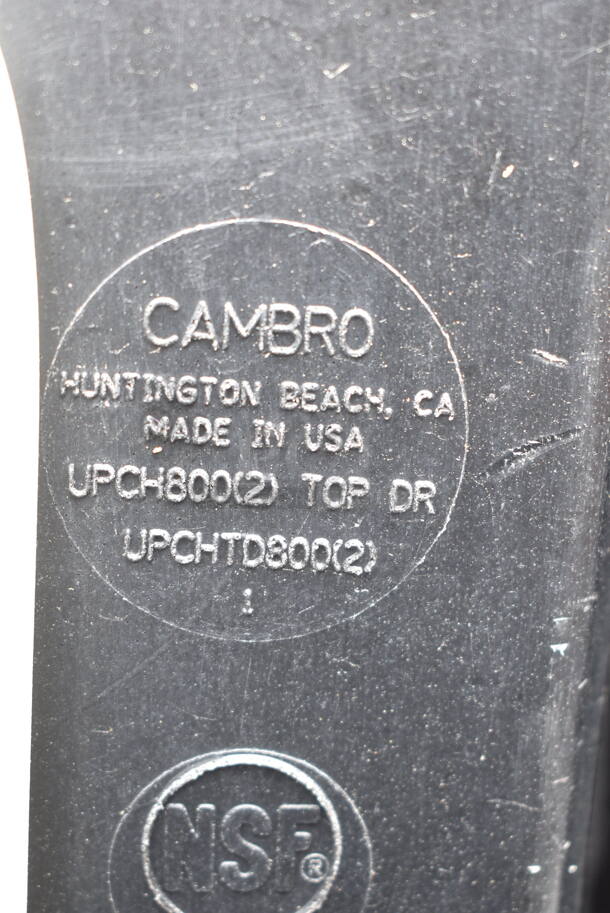 CAMBRO
HUNTINGTON BEACH, CA
MADE IN USA
UPCH800(2) TOP DR
UPCHTD800(2)
1
NSF®